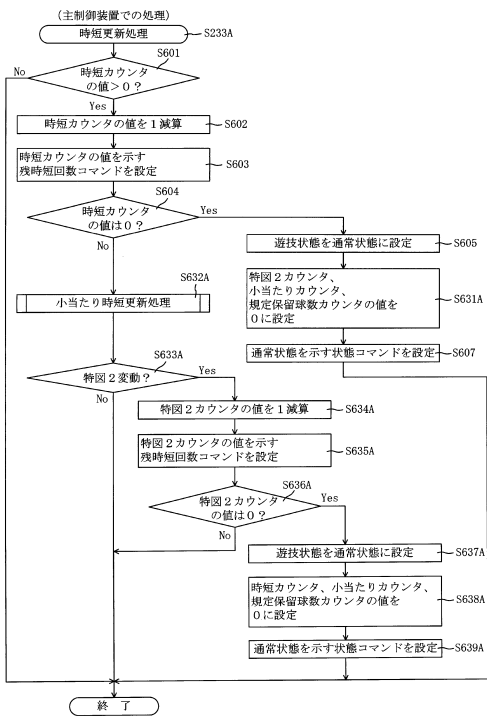 (主制御装置での処理)
時短更新処理
S233A
S601
時短カウンタ
の値>0?
No
Yes
時短カウンタの値を1減算
S602
時短カウンタの値を示す
残時短回数コマンドを設定
S603
S604
時短カウンタ
の値は0?
Yes
No
遊技状態を通常状態に設定
S605
特図2カウンタ、
小当たりカウンタ、
規定保留球数カウンタの値を
0に設定
S631A
通常状態を示す状態コマンドを設定
S607
S632A
小当たり時短更新処理
S633A
特図2変動?
Yes
No
特図2カウンタの値を1減算
S634A
特図2カウンタの値を示す
残時短回数コマンドを設定
S635A
S636A
特図2カウンタ
の値は0?
Yes
No
遊技状態を通常状態に設定
S637A
時短カウンタ、小当たりカウンタ、
規定保留球数カウンタの値を
0に設定
S638A
通常状態を示す状態コマンドを設定
S639A
終 了